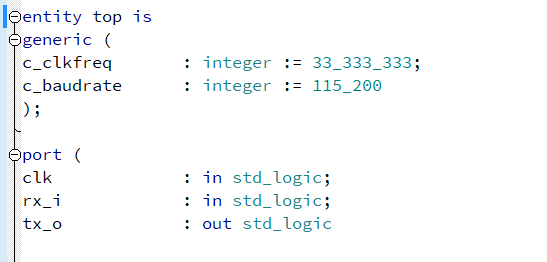 entity top is
generic (
c_clkfreq : integer := 33_333_333;
c_baudrate : integer := 115_200
);
port (
clk : in std_logic;
rx_i : in std_logic;
tx_o : out std_logic